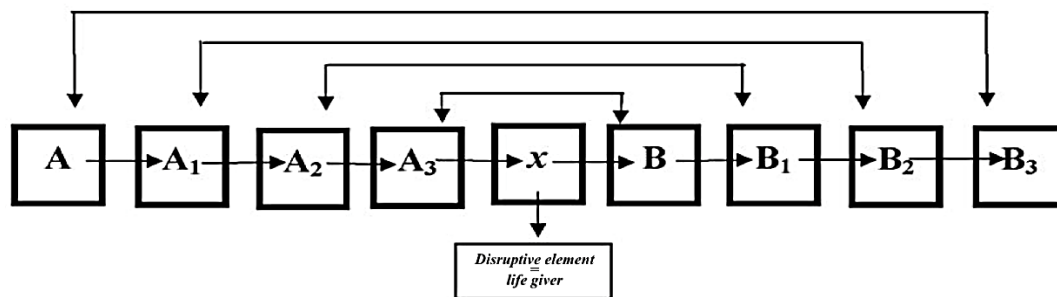 A A₁ A₂ A₃ x B B₁ B₂ B₃
Disruptive element
=
life giver